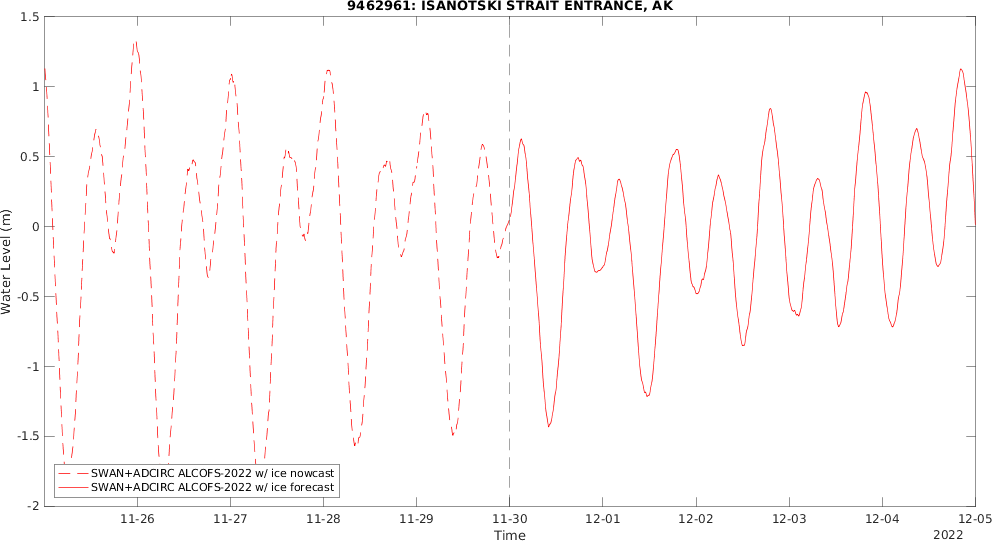 9462961: ISANOTSKI STRAIT ENTRANCE, AK
1.5
1
0.5
0
-0.5
-1
-1.5
-2
Water Level (m)
SWAN+ADCIRC ALCOFS-2022 w/ ice nowcast
SWAN+ADCIRC ALCOFS-2022 w/ ice forecast
11-26 11-27 11-28 11-29 11-30 12-01 12-02 12-03 12-04 12-05
Time
2022